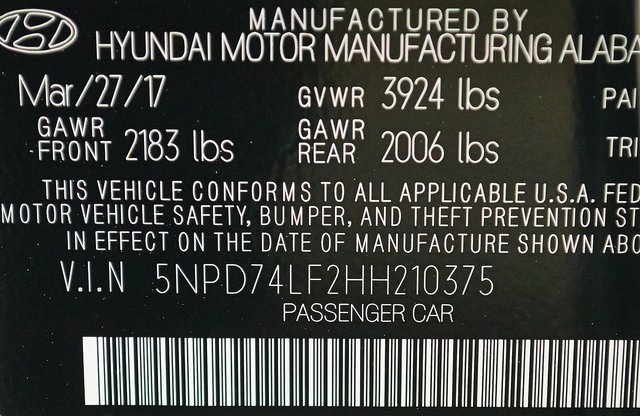 MANUFACTURED BY
HYUNDAI MOTOR MANUFACTURING ALABA
Mar/27/17 GVWR 3924 lbs PAI
GAWR FRONT 2183 lbs GAWR REAR 2006 lbs TRI
THIS VEHICLE CONFORMS TO ALL APPLICABLE U.S.A. FED
MOTOR VEHICLE SAFETY, BUMPER, AND THEFT PREVENTION ST
IN EFFECT ON THE DATE OF MANUFACTURE SHOWN ABO
V.I.N 5NPD74LF2HH210375
PASSENGER CAR